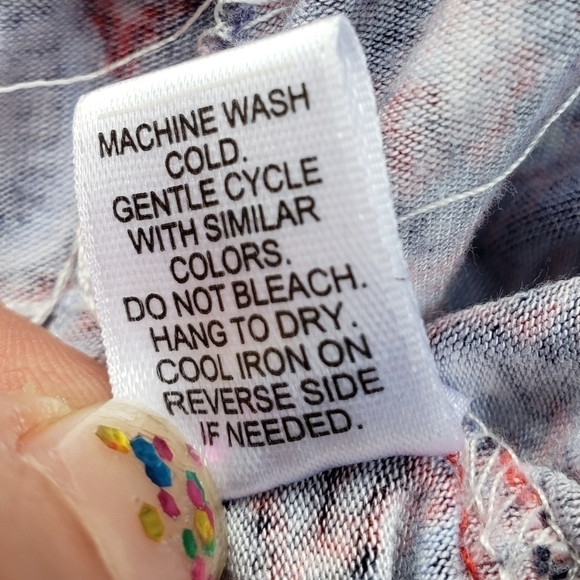 MACHINE WASH
COLD.
GENTLE CYCLE
WITH SIMILAR
COLORS.
DO NOT BLEACH.
HANG TO DRY.
COOL IRON ON
REVERSE SIDE
IF NEEDED.